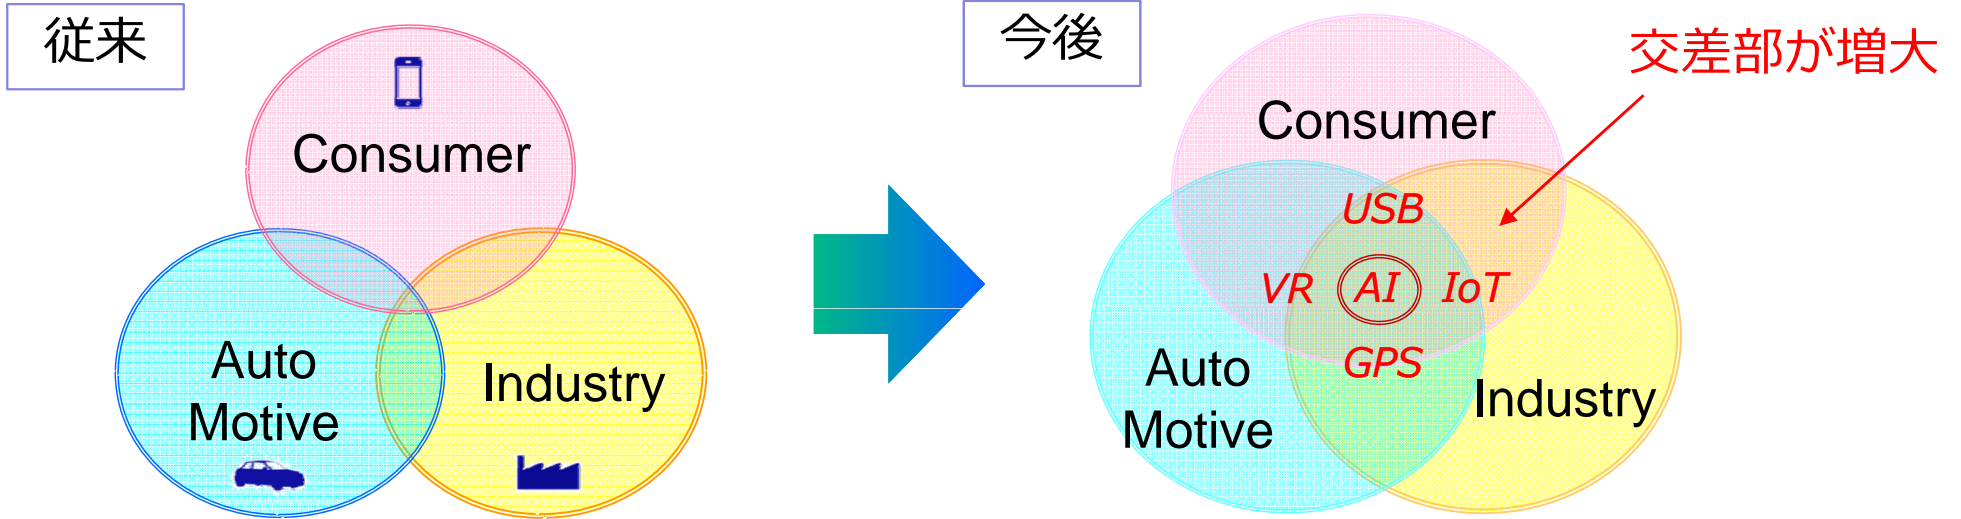 従来
Consumer
Auto
Motive
Industry
今後
交差部が増大
Consumer
USB
VR
AI
IoT
GPS
Auto
Motive
Industry